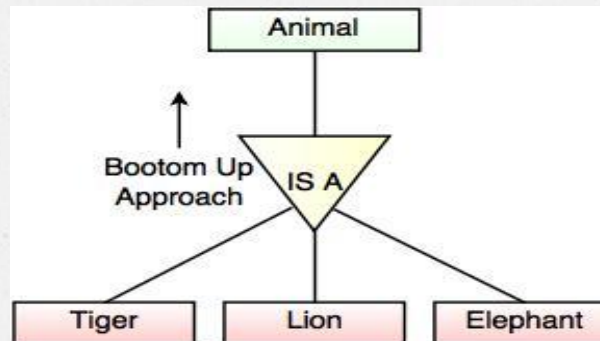 Animal
Bootom Up
Approach
IS A
Tiger
Lion
Elephant